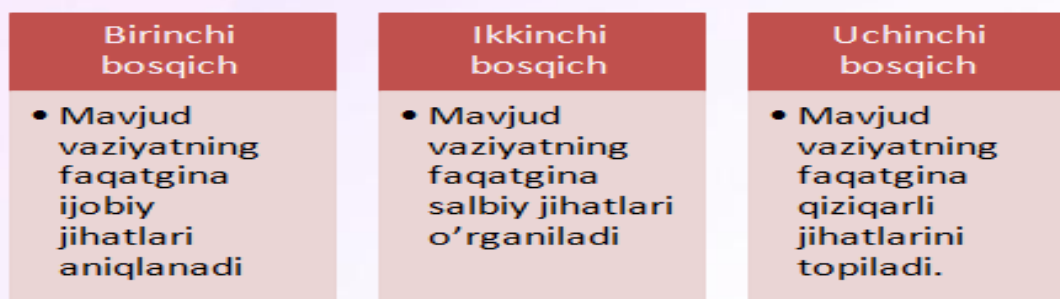 Birinchi
bosqich
• Mavjud
vaziyatning
faqatgina
ijobiy
jihatlari
aniqlanadi
Ikkinchi
bosqich
• Mavjud
vaziyatning
faqatgina
salbiy jihatlari
o’rganiladi
Uchinchi
bosqich
• Mavjud
vaziyatning
faqatgina
qiziqarli
jihatlarini
topiladi.